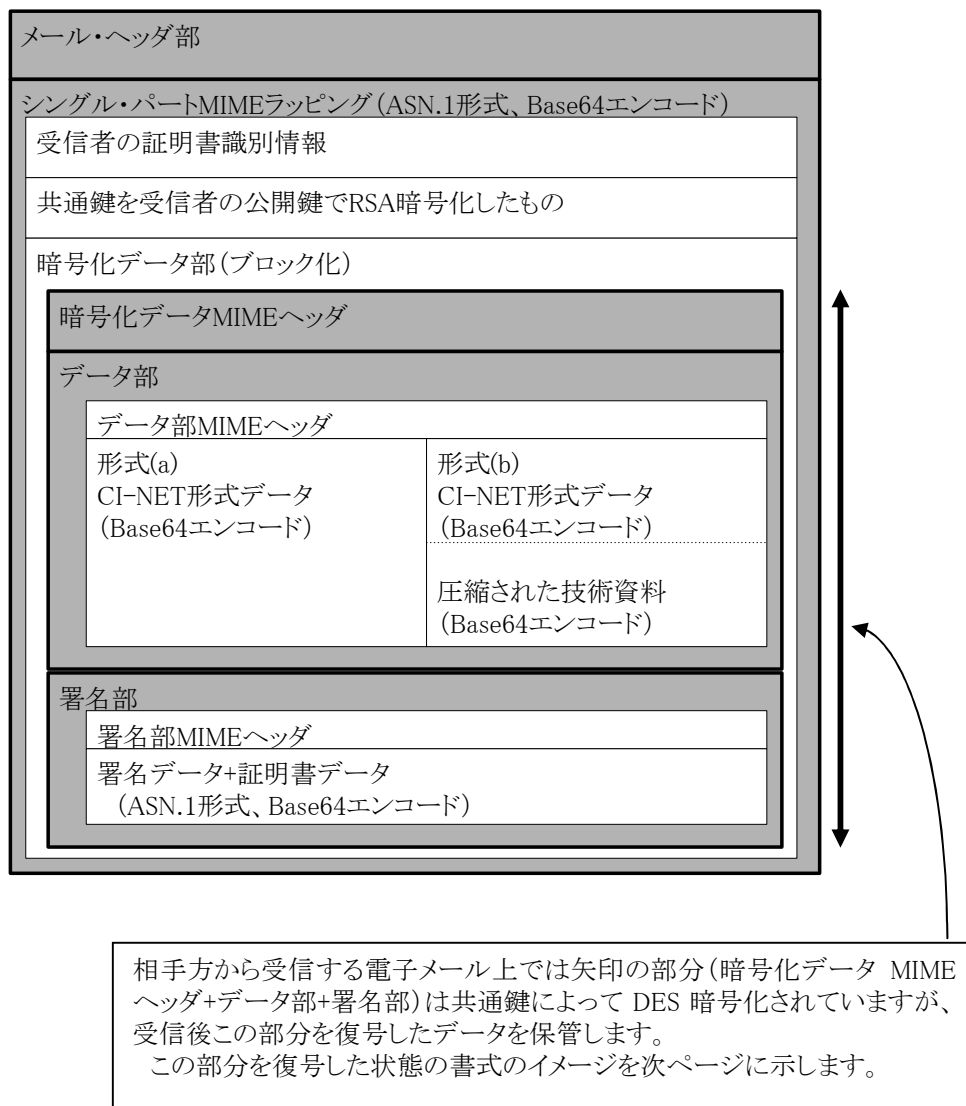 メール・ヘッダ部
シングル・パートMIMEラッピング(ASN.1形式、Base64エンコード)
受信者の証明書識別情報
共通鍵を受信者の公開鍵でRSA暗号化したもの
暗号化データ部(ブロック化)
暗号化データMIMEヘッダ
データ部
データ部MIMEヘッダ
形式(a)
CI-NET形式データ
(Base64エンコード)
形式(b)
CI-NET形式データ
(Base64エンコード)
圧縮された技術資料
(Base64エンコード)
署名部
署名部MIMEヘッダ
署名データ+証明書データ
(ASN.1形式、Base64エンコード)
相手方から受信する電子メール上では矢印の部分(暗号化データ MIME
ヘッダ+データ部+署名部)は共通鍵によって DES 暗号化されていますが、
受信後この部分を復号したデータを保管します。
この部分を復号した状態の書式のイメージを次ページに示します。